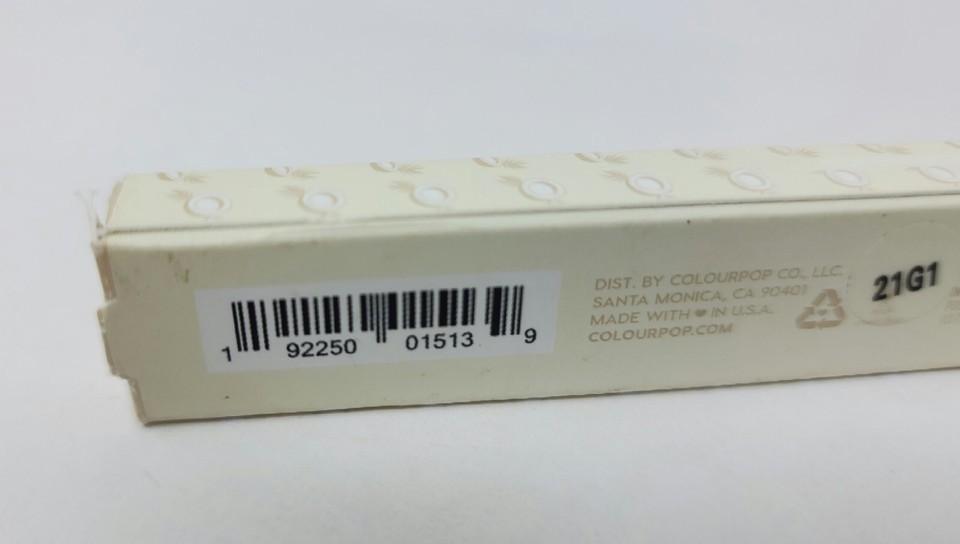 1 92250 01513 9
DIST. BY COLOURPOP CO., LLC.
SANTA MONICA, CA 90401
MADE WITH ❤ IN U.S.A.
COLOURPOP.COM
21G1